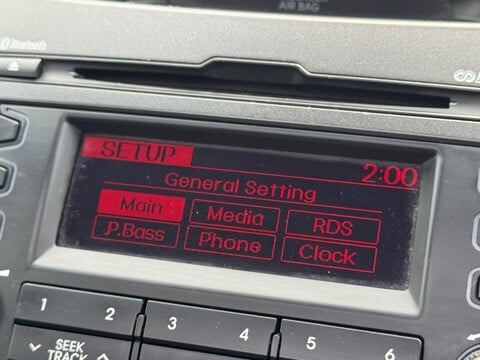 AIR BAG
Bluetooth
SETUP
2:00
General Setting
Main Media RDS
P.Bass Phone Clock
1 2 3 4 5 6
SEEK
TRACK